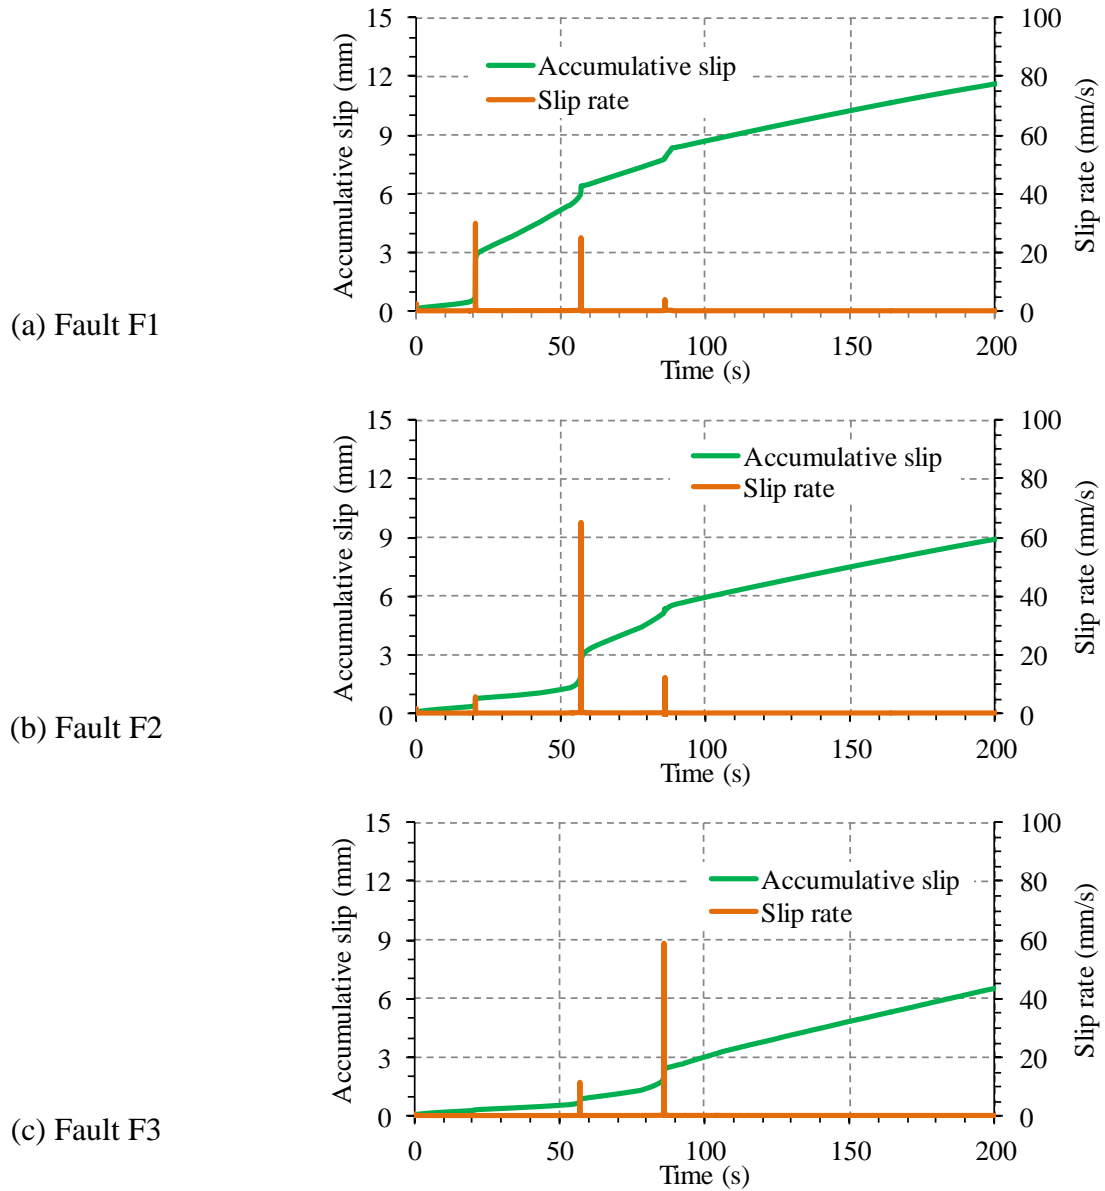 15
12
9
6
3
0
Accumulative slip (mm)
Accumulative slip
Slip rate
100
80
60
40
20
0
Slip rate (mm/s)
0 50 100 150 200
Time (s)
(a) Fault F1
15
12
9
6
3
0
Accumulative slip (mm)
Accumulative slip
Slip rate
100
80
60
40
20
0
Slip rate (mm/s)
0 50 100 150 200
Time (s)
(b) Fault F2
15
12
9
6
3
0
Accumulative slip (mm)
Accumulative slip
Slip rate
100
80
60
40
20
0
Slip rate (mm/s)
0 50 100 150 200
Time (s)
(c) Fault F3